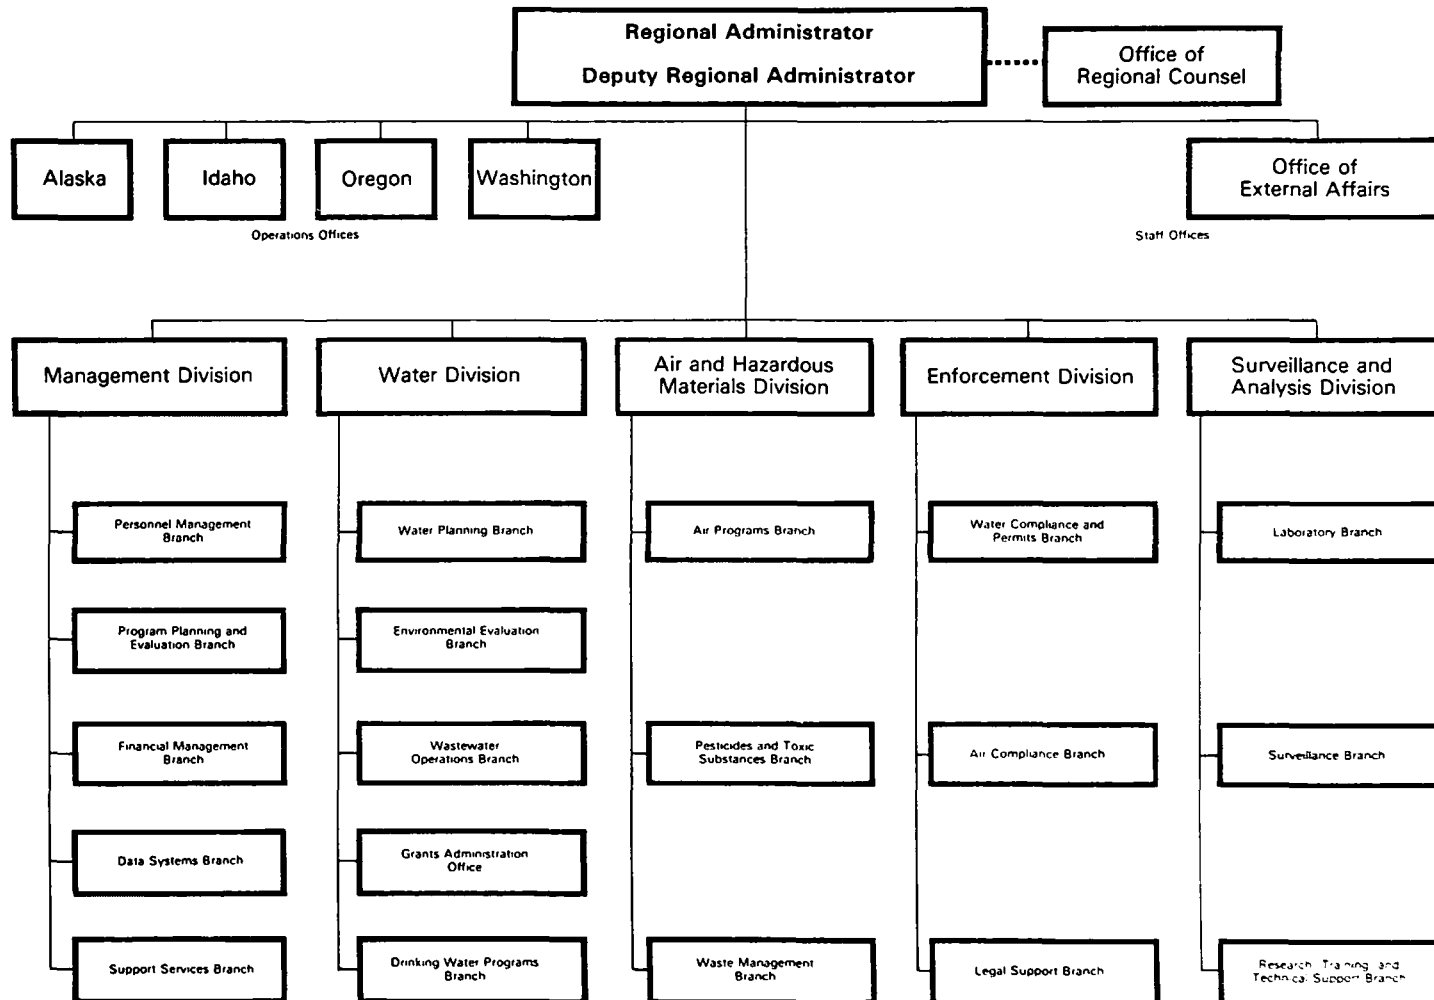 Regional Administrator
Deputy Regional Administrator
Office of
Regional Counsel
Alaska
Idaho
Oregon
Washington
Office of
External Affairs
Operations Offices
Staff Offices
Management Division
Water Division
Air and Hazardous
Materials Division
Enforcement Division
Surveillance and
Analysis Division
Personnel Management
Branch
Program Planning and
Evaluation Branch
Financial Management
Branch
Data Systems Branch
Support Services Branch
Water Planning Branch
Environmental Evaluation
Branch
Wastewater
Operations Branch
Grants Administration
Office
Drinking Water Programs
Branch
Air Programs Branch
Pesticides and Toxic
Substances Branch
Waste Management
Branch
Water Compliance and
Permits Branch
Air Compliance Branch
Legal Support Branch
Laboratory Branch
Surveillance Branch
Research, Training, and
Technical Support Branch